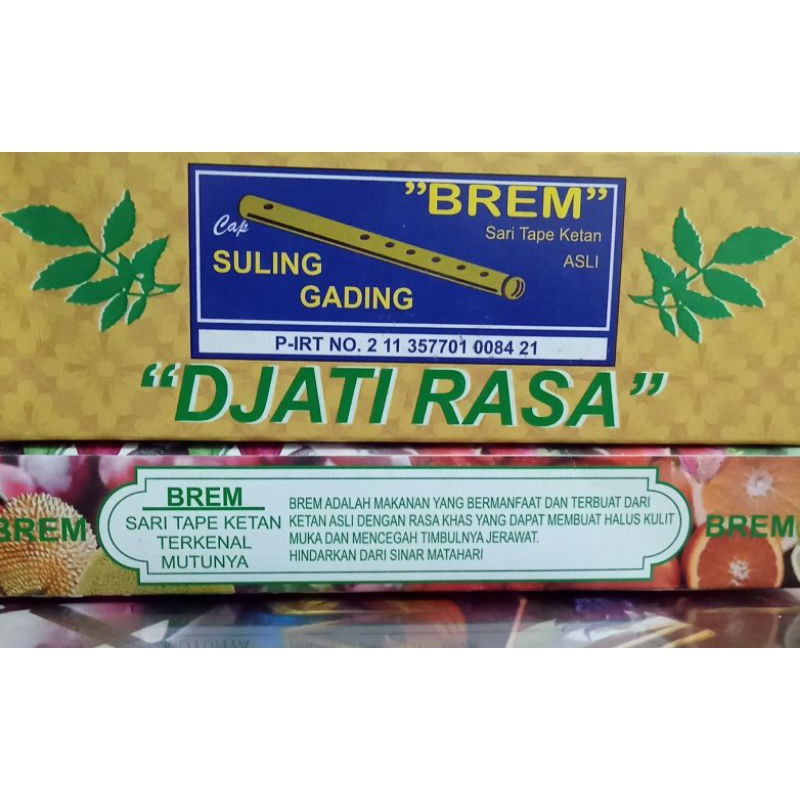 "BREM"
Sari Tape Ketan
ASLI
Cap
SULING
GADING
P-IRT NO. 2 11 357701 0084 21
"DJATI RASA"
BREM
BREM
SARI TAPE KETAN
TERKENAL
MUTUNYA
BREM ADALAH MAKANAN YANG BERMANFAAT DAN TERBUAT DARI
KETAN ASLI DENGAN RASA KHAS YANG DAPAT MEMBUAT HALUS KULIT
MUKA DAN MENCEGAH TIMBULNYA JERAWAT.
HINDARKAN DARI SINAR MATAHARI
BREM